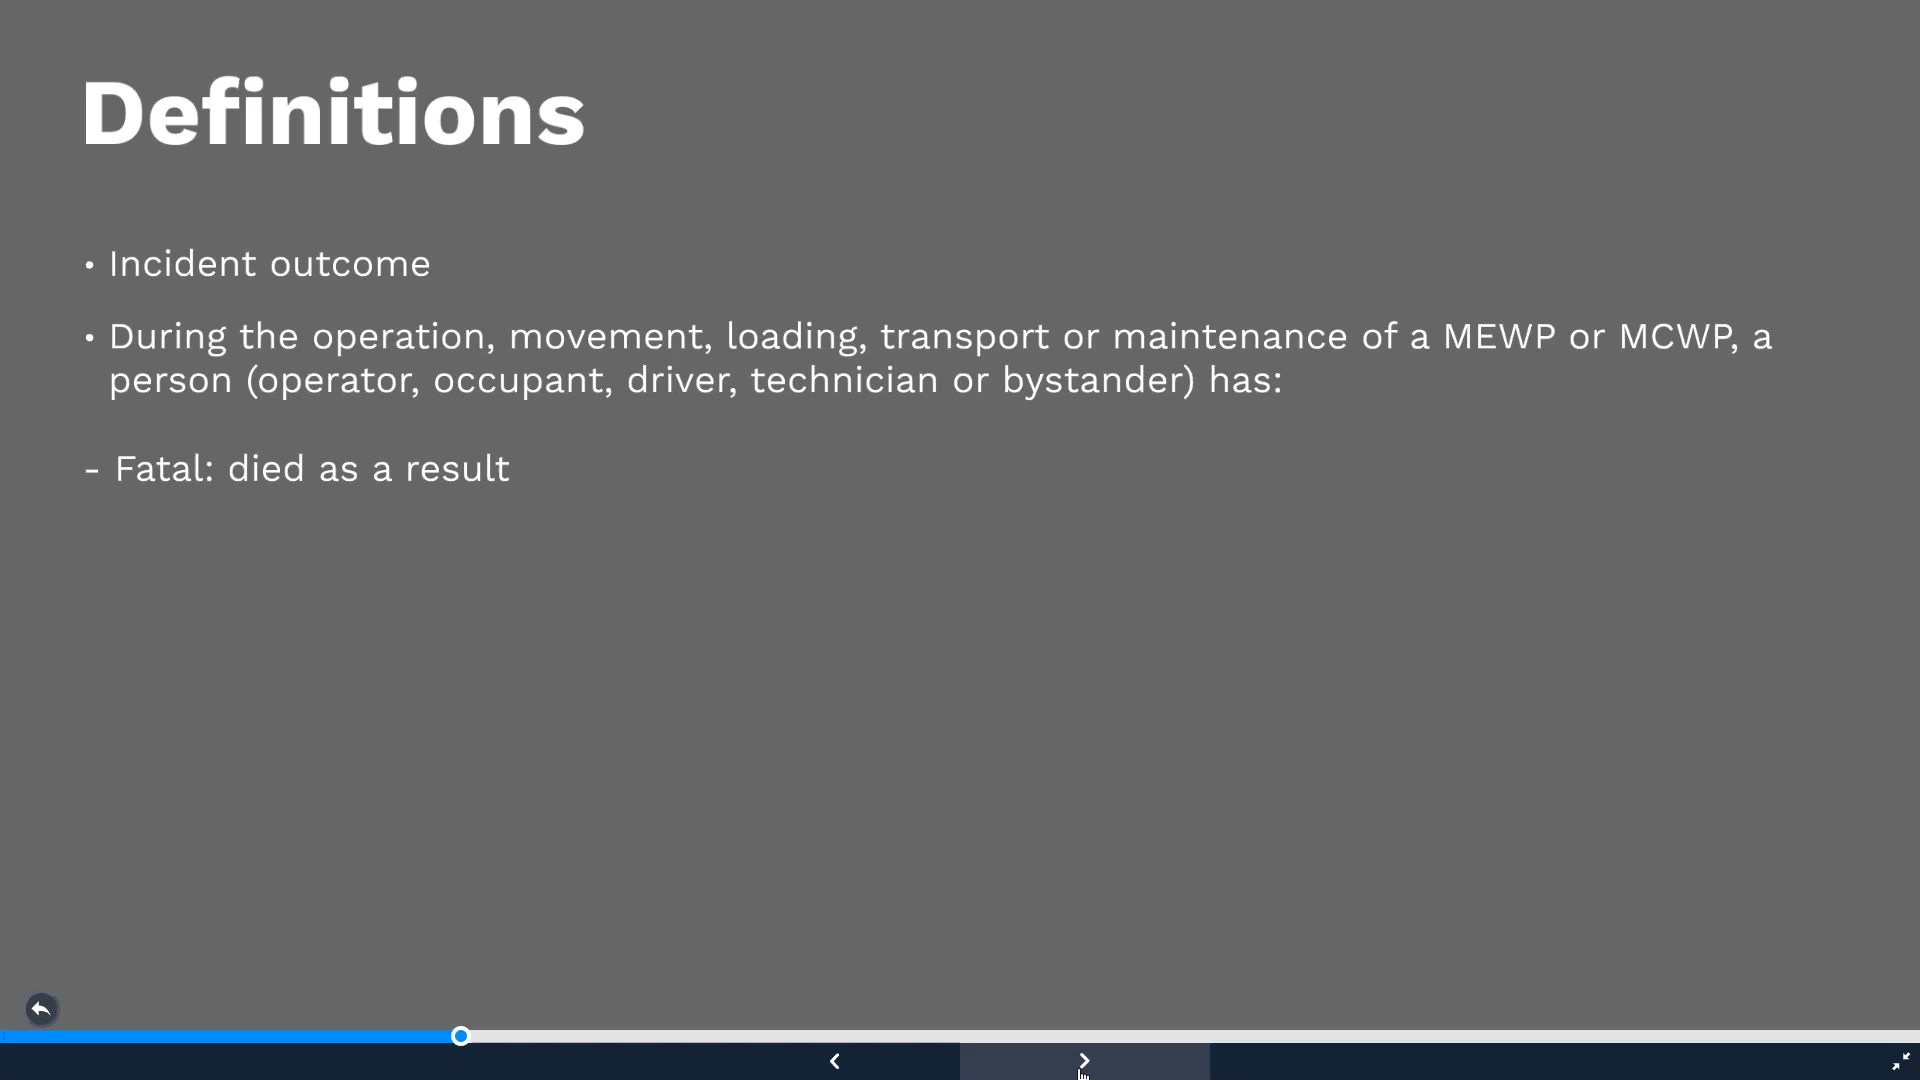 Definitions
• Incident outcome
• During the operation, movement, loading, transport or maintenance of a MEWP or MCWP, a
person (operator, occupant, driver, technician or bystander) has:
- Fatal: died as a result